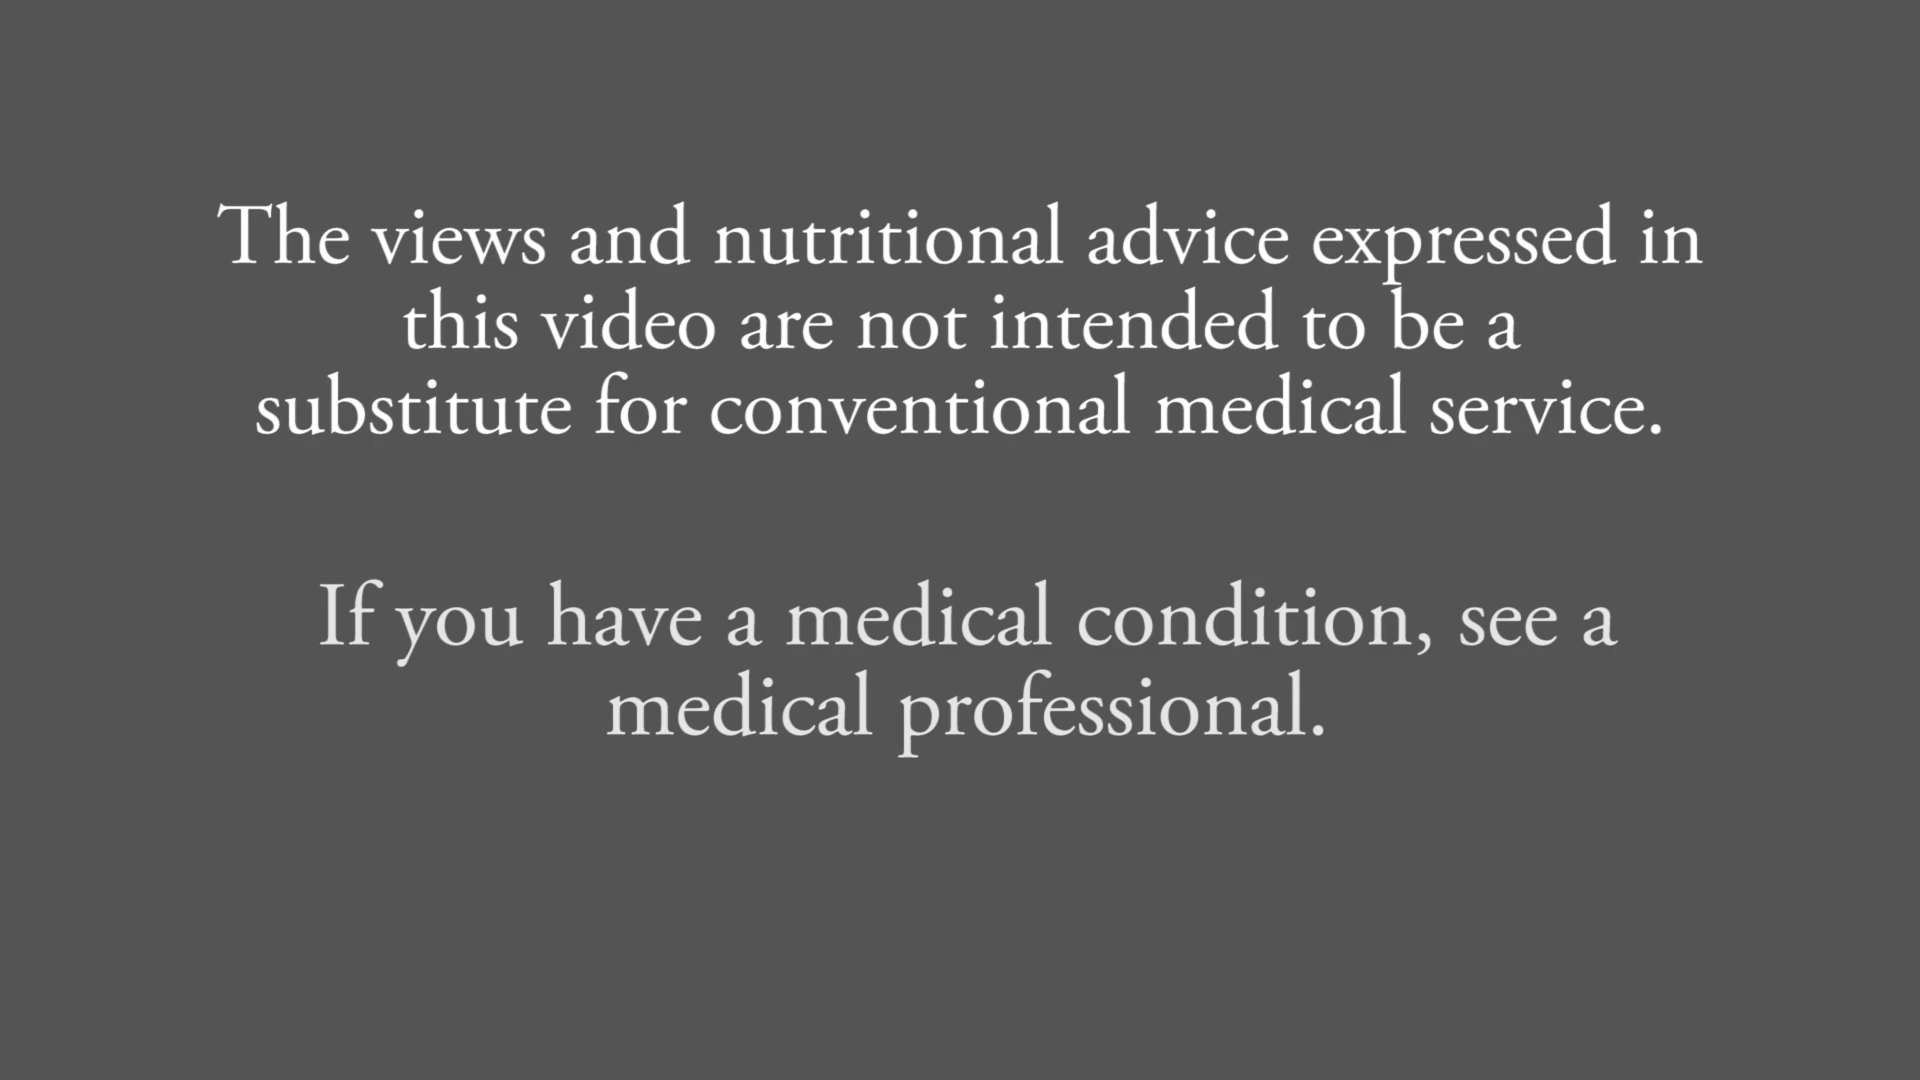 The views and nutritional advice expressed in
this video are not intended to be a
substitute for conventional medical service.
If you have a medical condition, see a
medical professional.